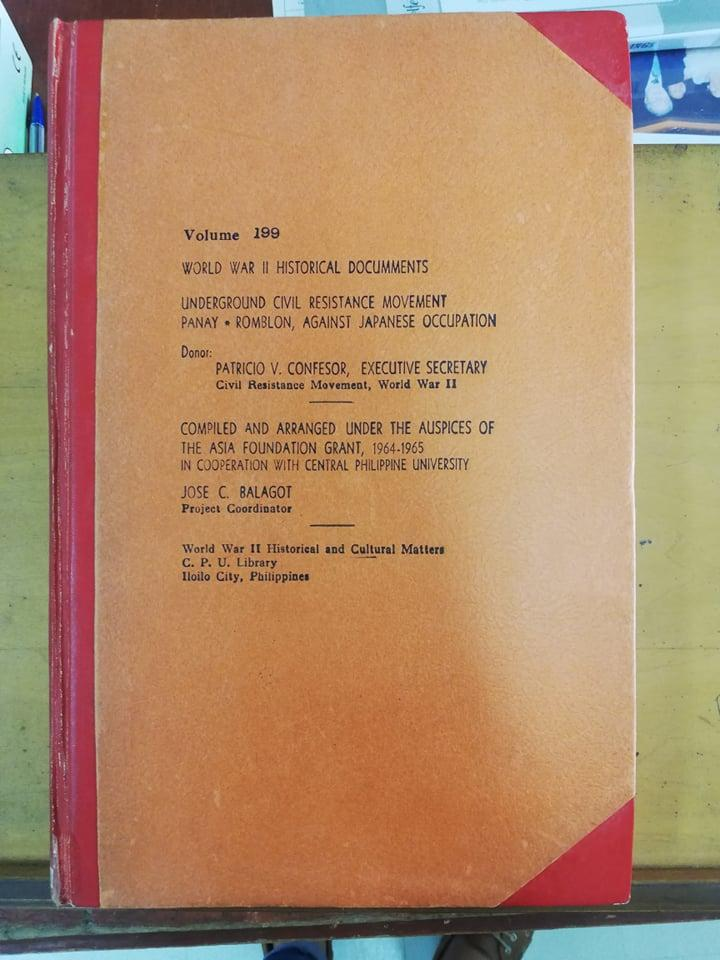 Volume 199
WORLD WAR II HISTORICAL DOCUMMENTS
UNDERGROUND CIVIL RESISTANCE MOVEMENT
PANAY • ROMBLON, AGAINST JAPANESE OCCUPATION
Donor:
PATRICIO V. CONFESOR, EXECUTIVE SECRETARY
Civil Resistance Movement, World War II
COMPILED AND ARRANGED UNDER THE AUSPICES OF
THE ASIA FOUNDATION GRANT, 1964-1965
IN COOPERATION WITH CENTRAL PHILIPPINE UNIVERSITY
JOSE C. BALAGOT
Project Coordinator
World War II Historical and Cultural Matters
C. P. U. Library
Iloilo City, Philippines